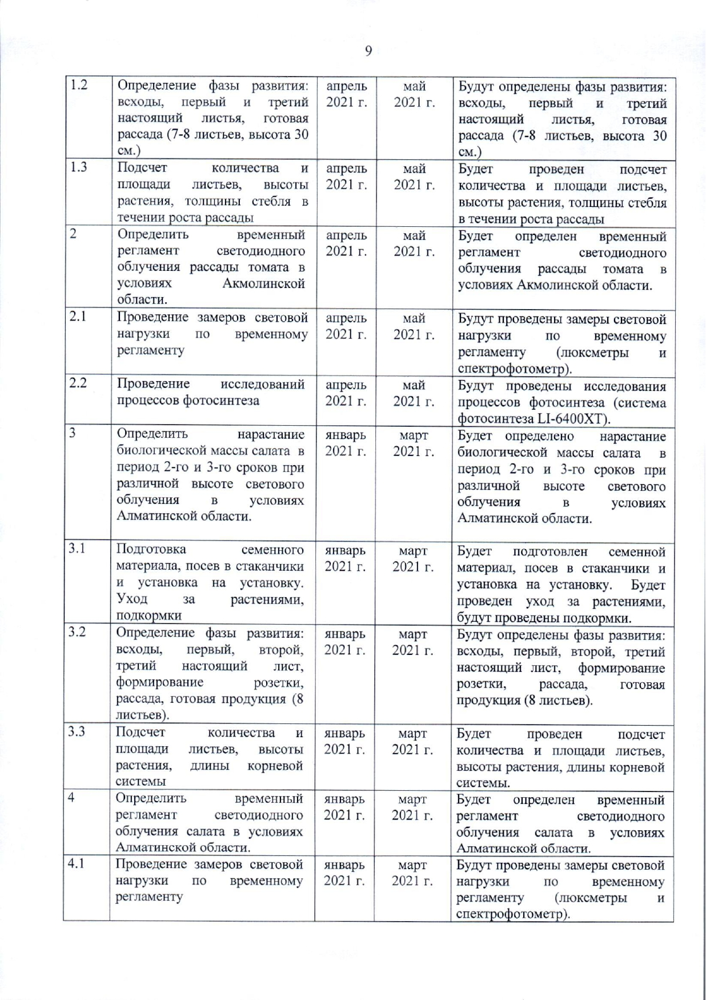 9
1.2
Определение фазы развития:
всходы, первый и третий
настоящий листья, готовая
рассада (7-8 листьев, высота 30
см.)
апрель
2021 г.
май
2021 г.
Будут определены фазы развития:
всходы, первый и третий
настоящий листья, готовая
рассада (7-8 листьев, высота 30
см.)
1.3
Подсчет количества и
площади листьев, высоты
растения, толщины стебля в
течении роста рассады
апрель
2021 г.
май
2021 г.
Будет проведен подсчет
количества и площади листьев,
высоты растения, толщины стебля
в течении роста рассады
2
Определить временный
регламент светодиодного
облучения рассады томата в
условиях Акмолинской
области.
апрель
2021 г.
май
2021 г.
Будет определен временный
регламент светодиодного
облучения рассады томата в
условиях Акмолинской области.
2.1
Проведение замеров световой
нагрузки по временному
регламенту
апрель
2021 г.
май
2021 г.
Будут проведены замеры световой
нагрузки по временному
регламенту (люксметры и
спектрофотометр).
2.2
Проведение исследований
процессов фотосинтеза
апрель
2021 г.
май
2021 г.
Будут проведены исследования
процессов фотосинтеза (система
фотосинтеза LI-6400XT).
3
Определить нарастание
биологической массы салата в
период 2-го и 3-го сроков при
различной высоте светового
облучения в условиях
Алматинской области.
январь
2021 г.
март
2021 г.
Будет определено нарастание
биологической массы салата в
период 2-го и 3-го сроков при
различной высоте светового
облучения в условиях
Алматинской области.
3.1
Подготовка семенного
материала, посев в стаканчики
и установка на установку.
Уход за растениями,
подкормки
январь
2021 г.
март
2021 г.
Будет подготовлен семенной
материал, посев в стаканчики и
установка на установку. Будет
проведен уход за растениями,
будут проведены подкормки.
3.2
Определение фазы развития:
всходы, первый, второй,
третий настоящий лист,
формирование розетки,
рассада, готовая продукция (8
листьев).
январь
2021 г.
март
2021 г.
Будут определены фазы развития:
всходы, первый, второй, третий
настоящий лист, формирование
розетки, рассада, готовая
продукция (8 листьев).
3.3
Подсчет количества и
площади листьев, высоты
растения, длины корневой
системы
январь
2021 г.
март
2021 г.
Будет проведен подсчет
количества и площади листьев,
высоты растения, длины корневой
системы.
4
Определить временный
регламент светодиодного
облучения салата в условиях
Алматинской области.
январь
2021 г.
март
2021 г.
Будет определен временный
регламент светодиодного
облучения салата в условиях
Алматинской области.
4.1
Проведение замеров световой
нагрузки по временному
регламенту
январь
2021 г.
март
2021 г.
Будут проведены замеры световой
нагрузки по временному
регламенту (люксметры и
спектрофотометр).